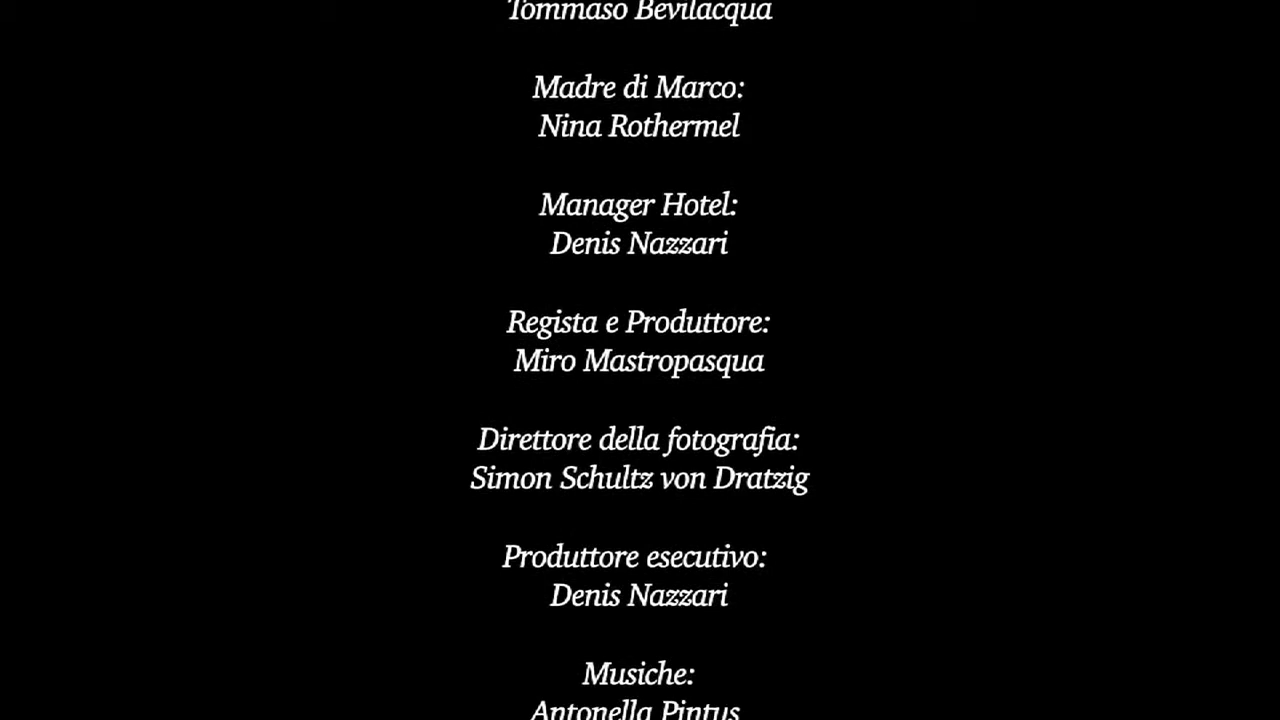 Tommaso Bevilacqua
Madre di Marco:
Nina Rothermel
Manager Hotel:
Denis Nazzari
Regista e Produttore:
Miro Mastropasqua
Direttore della fotografia:
Simon Schultz von Dratzig
Produttore esecutivo:
Denis Nazzari
Musiche:
Antonella Pintus